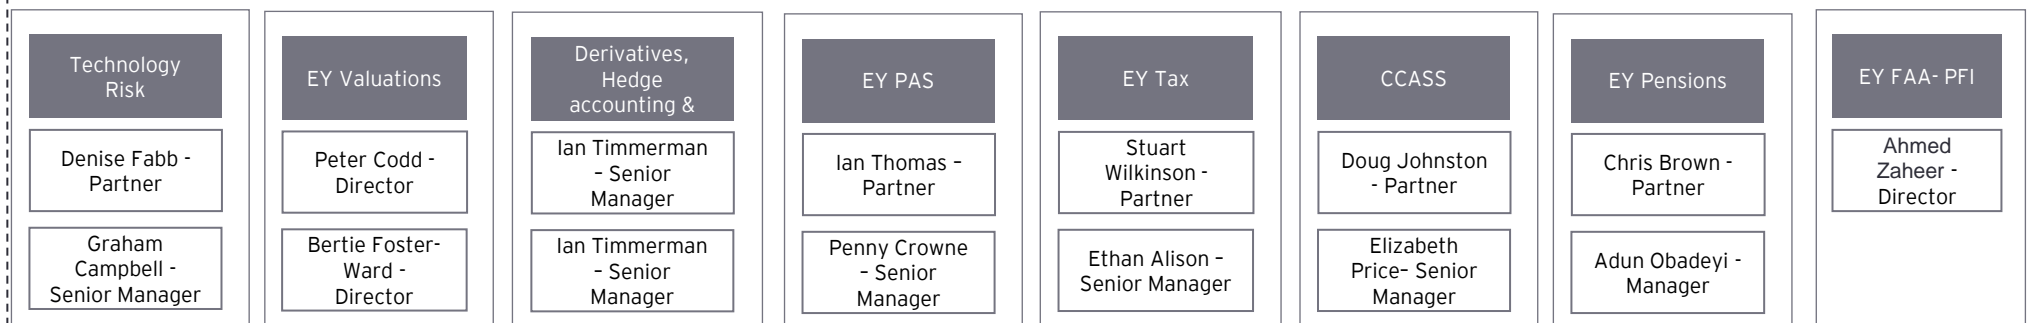 Technology
Risk
Denise Fabb -
Partner
Graham
Campbell -
Senior Manager
EY Valuations
Peter Codd -
Director
Bertie Foster-
Ward -
Director
Derivatives,
Hedge
accounting &
Ian Timmerman
– Senior
Manager
Ian Timmerman
– Senior
Manager
EY PAS
Ian Thomas –
Partner
Penny Crowne
– Senior
Manager
EY Tax
Stuart
Wilkinson -
Partner
Ethan Alison –
Senior Manager
CCASS
Doug Johnston
- Partner
Elizabeth
Price– Senior
Manager
EY Pensions
Chris Brown -
Partner
Adun Obadeyi -
Manager
EY FAA- PFI
Ahmed
Zaheer -
Director